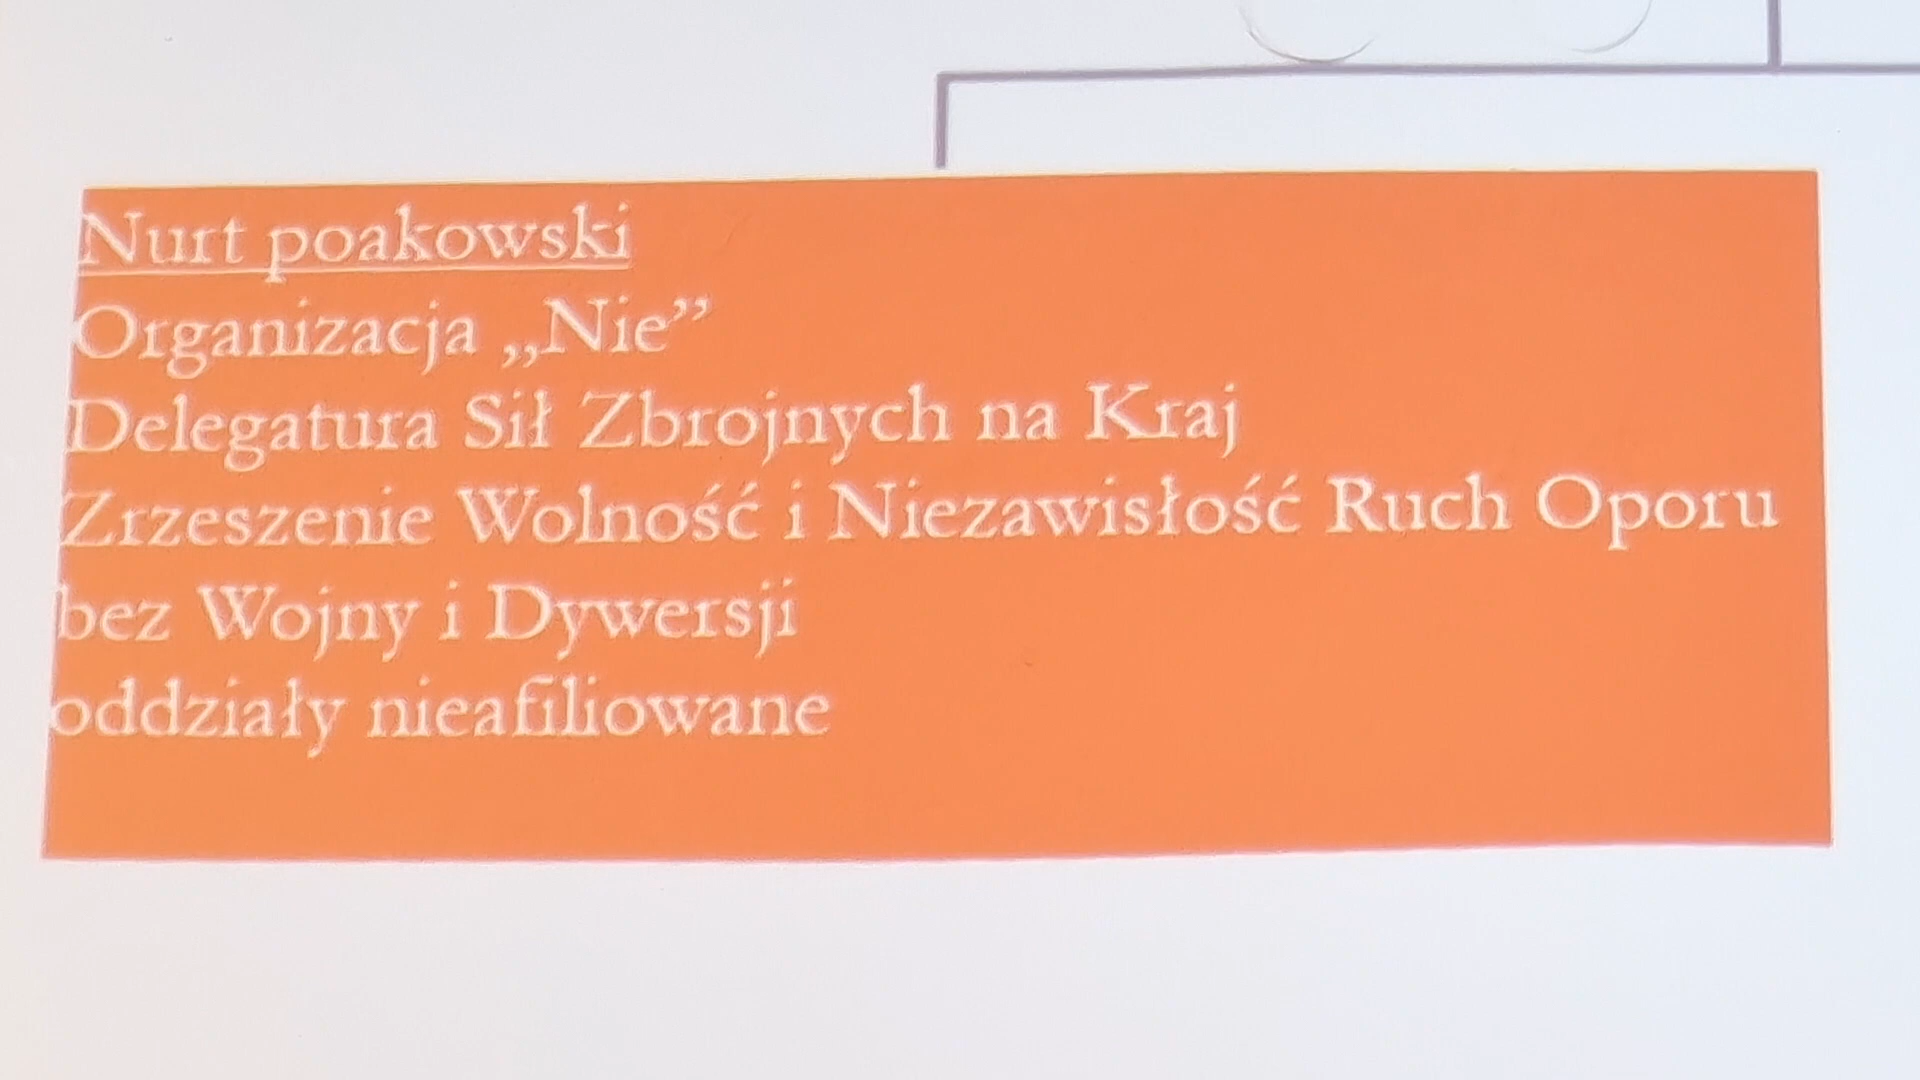 Nurt poakowski
Organizacja „Nie”
Delegatura Sił Zbrojnych na Kraj
Zrzeszenie Wolność i Niezawisłość Ruch Oporu
bez Wojny i Dywersji
oddziały nieafiliowane